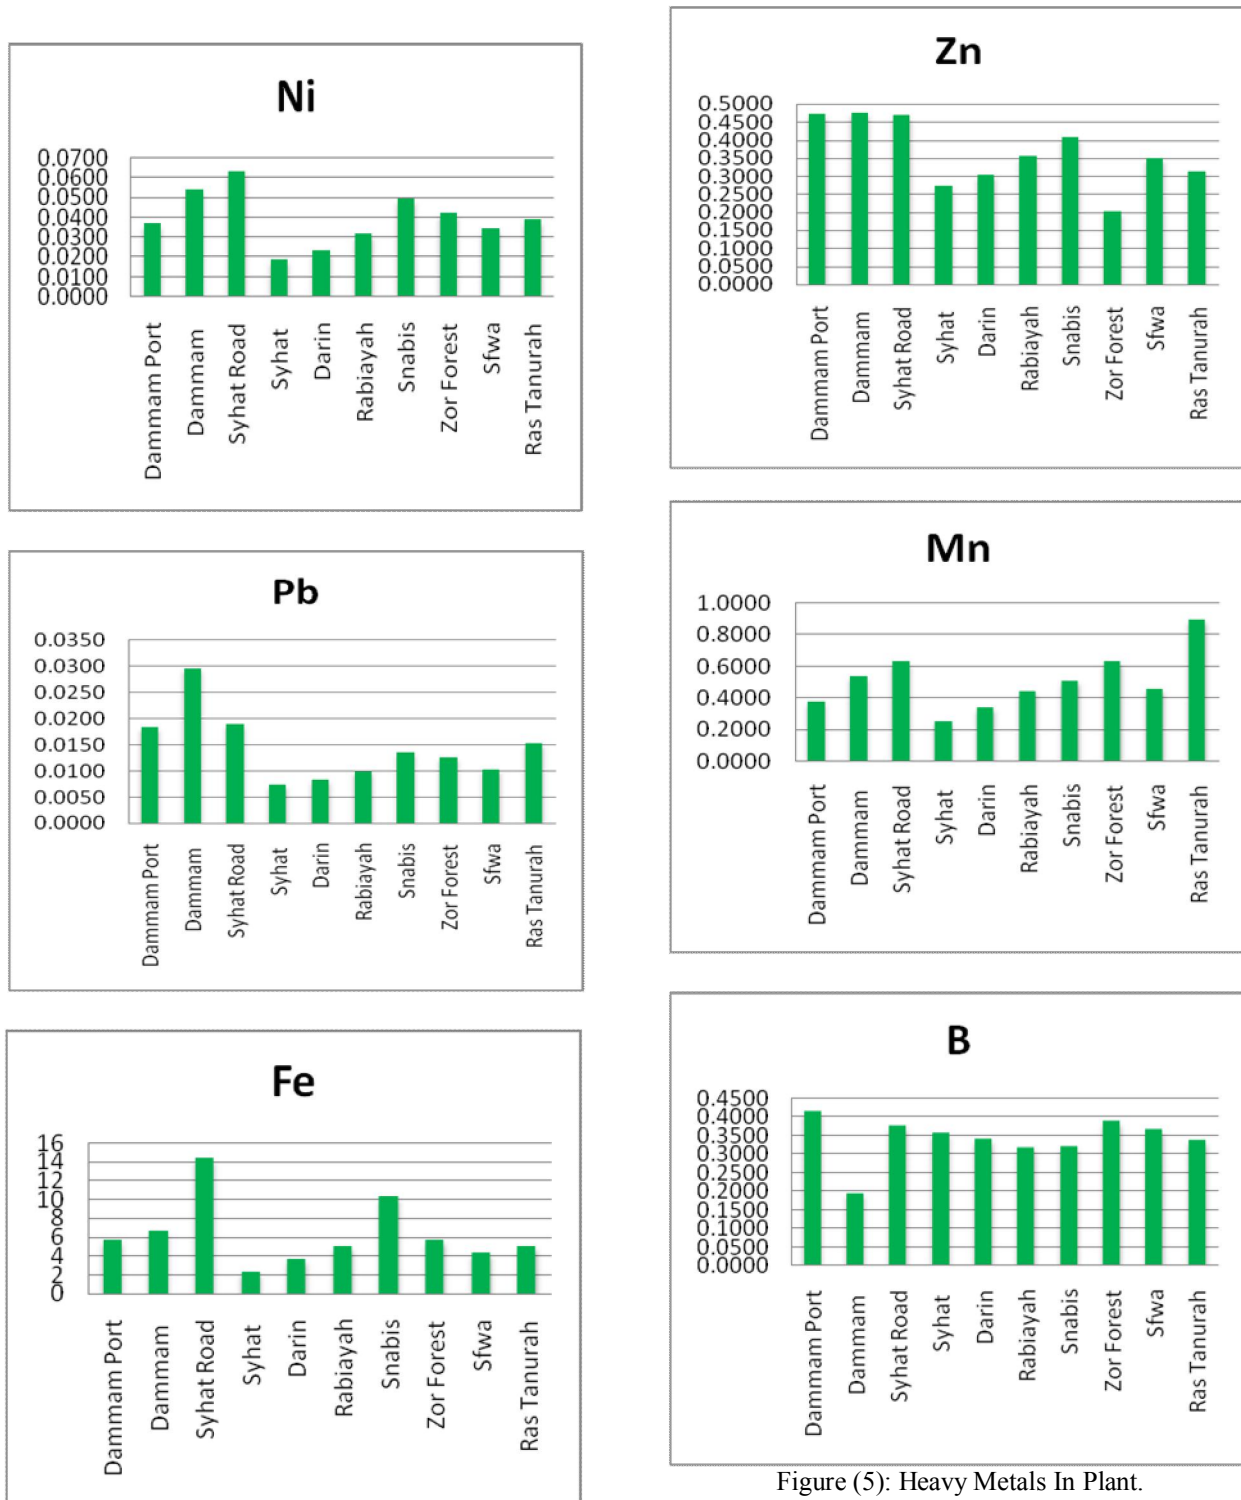 Ni
0.0700
0.0600
0.0500
0.0400
0.0300
0.0200
0.0100
0.0000
Dammam Port
Dammam
Syhat Road
Syhat
Darin
Rabiayah
Snabis
Zor Forest
Sfwa
Ras Tanurah
Pb
0.0350
0.0300
0.0250
0.0200
0.0150
0.0100
0.0050
0.0000
Dammam Port
Dammam
Syhat Road
Syhat
Darin
Rabiayah
Snabis
Zor Forest
Sfwa
Ras Tanurah
Fe
16
14
12
10
8
6
4
2
0
Dammam Port
Dammam
Syhat Road
Syhat
Darin
Rabiayah
Snabis
Zor Forest
Sfwa
Ras Tanurah
Zn
0.5000
0.4500
0.4000
0.3500
0.3000
0.2500
0.2000
0.1500
0.1000
0.0500
0.0000
Dammam Port
Dammam
Syhat Road
Syhat
Darin
Rabiayah
Snabis
Zor Forest
Sfwa
Ras Tanurah
Mn
1.0000
0.8000
0.6000
0.4000
0.2000
0.0000
Dammam Port
Dammam
Syhat Road
Syhat
Darin
Rabiayah
Snabis
Zor Forest
Sfwa
Ras Tanurah
B
0.4500
0.4000
0.3500
0.3000
0.2500
0.2000
0.1500
0.1000
0.0500
0.0000
Dammam Port
Dammam
Syhat Road
Syhat
Darin
Rabiayah
Snabis
Zor Forest
Sfwa
Ras Tanurah
Figure (5): Heavy Metals In Plant.